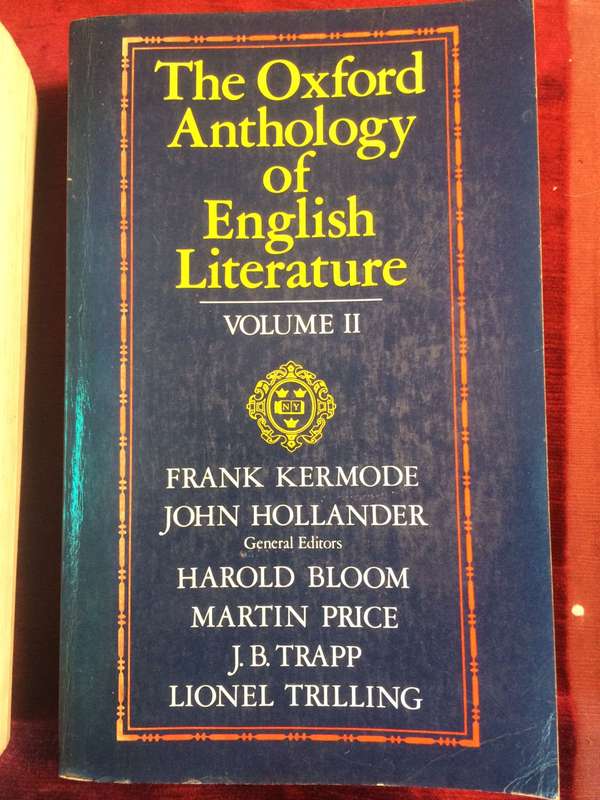 The Oxford
Anthology
of
English
Literature
VOLUME II
NY
FRANK KERMODE
JOHN HOLLANDER
General Editors
HAROLD BLOOM
MARTIN PRICE
J. B. TRAPP
LIONEL TRILLING